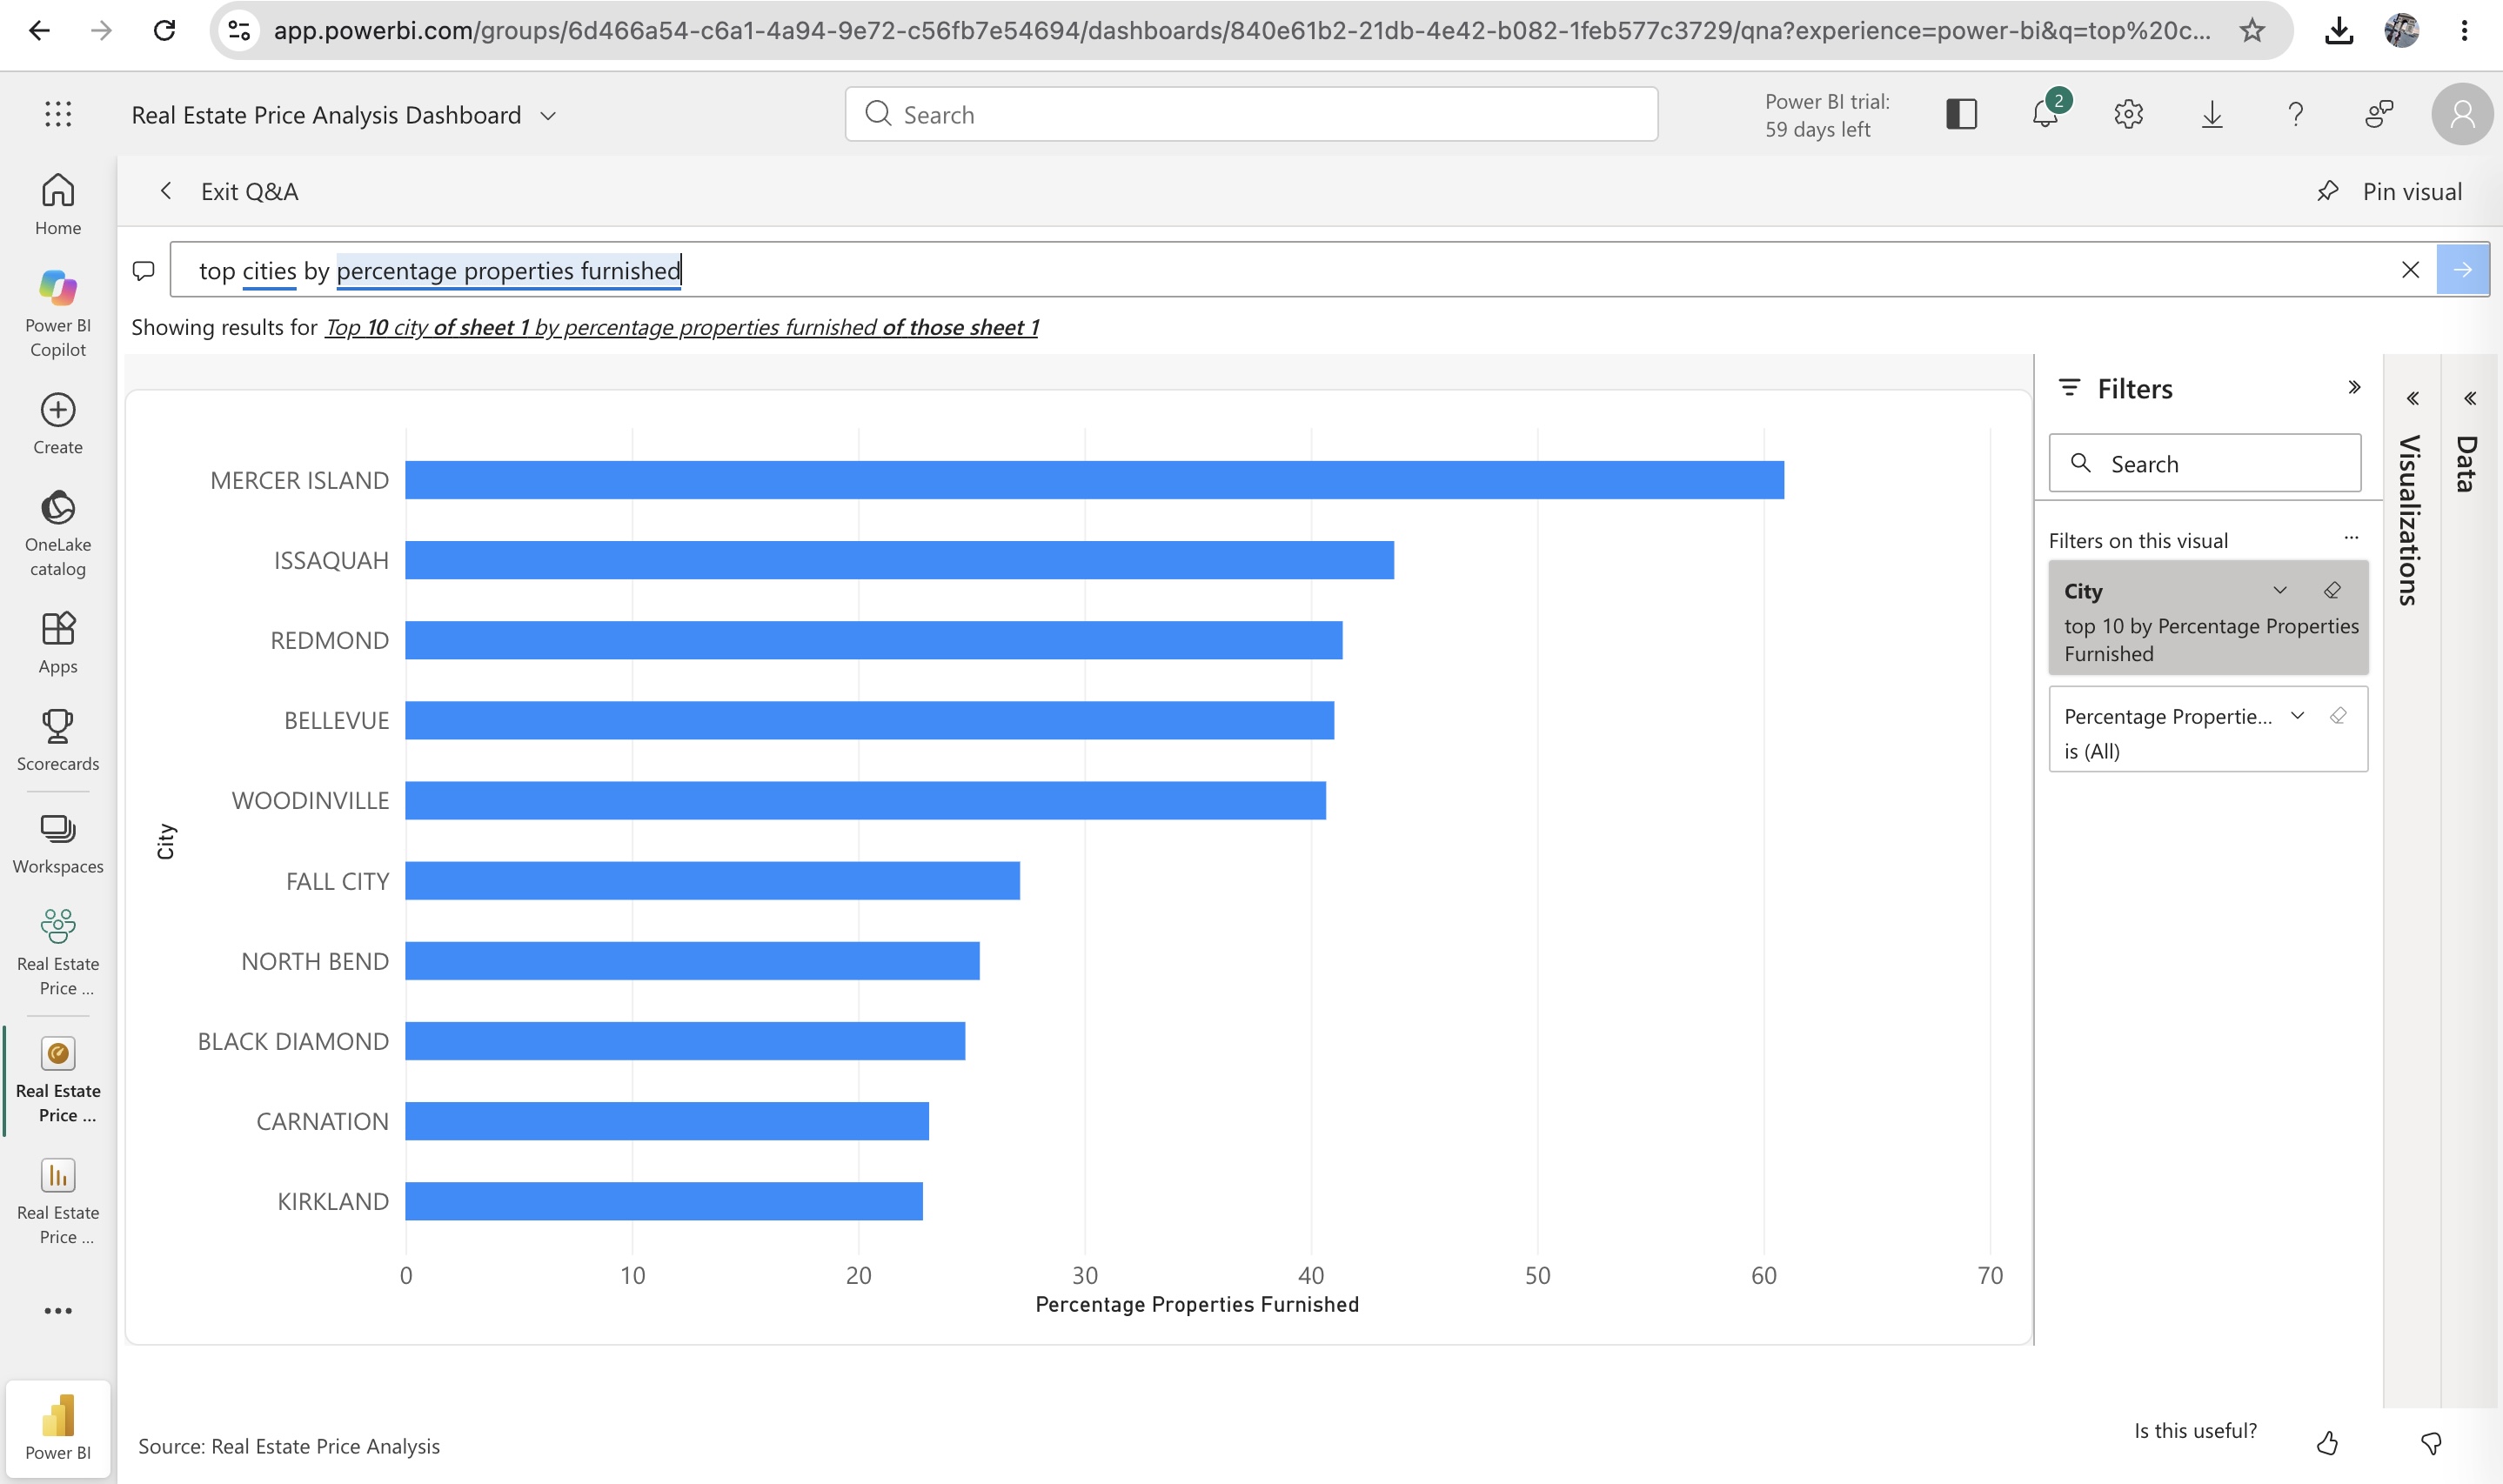 app.powerbi.com/groups/6d466a54-c6a1-4a94-9e72-c56fb7e54694/dashboards/840e61b2-21db-4e42-b082-1feb577c3729/qna?experience=power-bi&q=top%20c...
Real Estate Price Analysis Dashboard
Search
Power BI trial:
59 days left
2
Home
Power BI
Copilot
Create
OneLake
catalog
Apps
Scorecards
Workspaces
Real Estate
Price ...
Real Estate
Price ...
Real Estate
Price ...
Power BI
Exit Q&A
Pin visual
top cities by percentage properties furnished
Showing results for Top 10 city of sheet 1 by percentage properties furnished of those sheet 1
City
MERCER ISLAND
ISSAQUAH
REDMOND
BELLEVUE
WOODINVILLE
FALL CITY
NORTH BEND
BLACK DIAMOND
CARNATION
KIRKLAND
0 10 20 30 40 50 60 70
Percentage Properties Furnished
Filters
Search
Filters on this visual
...
City
top 10 by Percentage Properties
Furnished
Percentage Propertie...
is (All)
Visualizations
Data
Source: Real Estate Price Analysis
Is this useful?